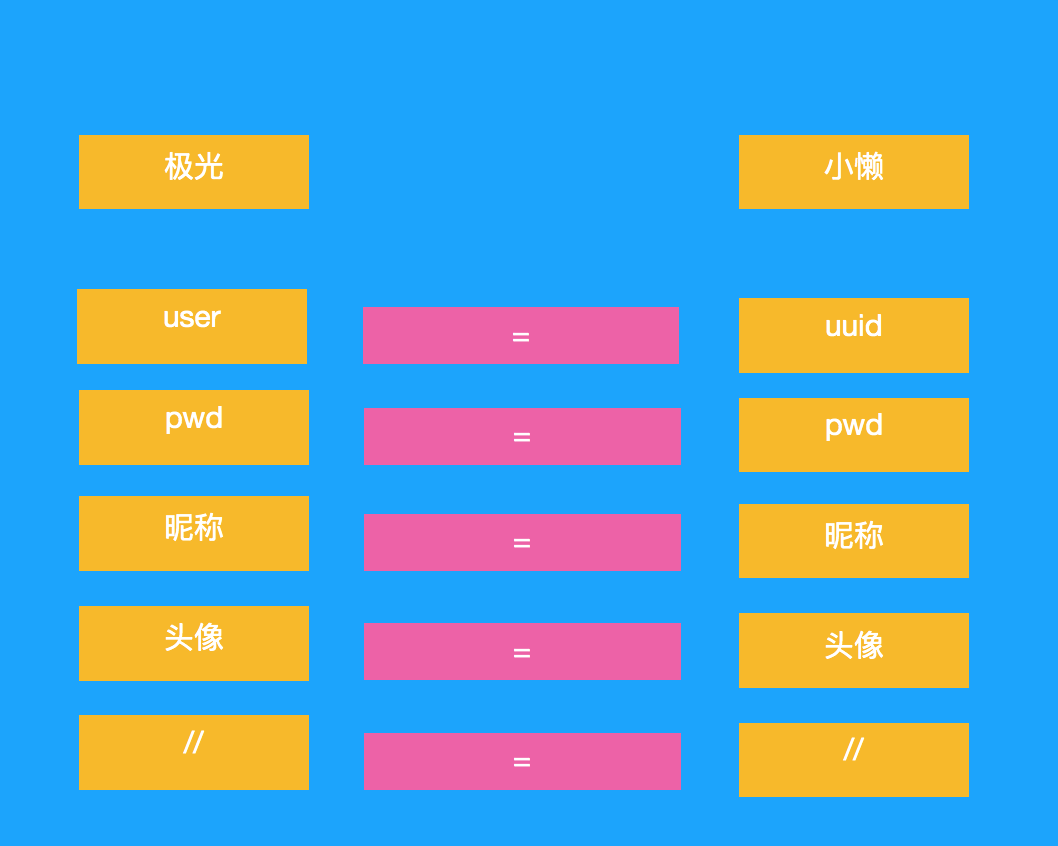 极光
小懒
user
=
uuid
pwd
=
pwd
昵称
=
昵称
头像
=
头像
//
=
//